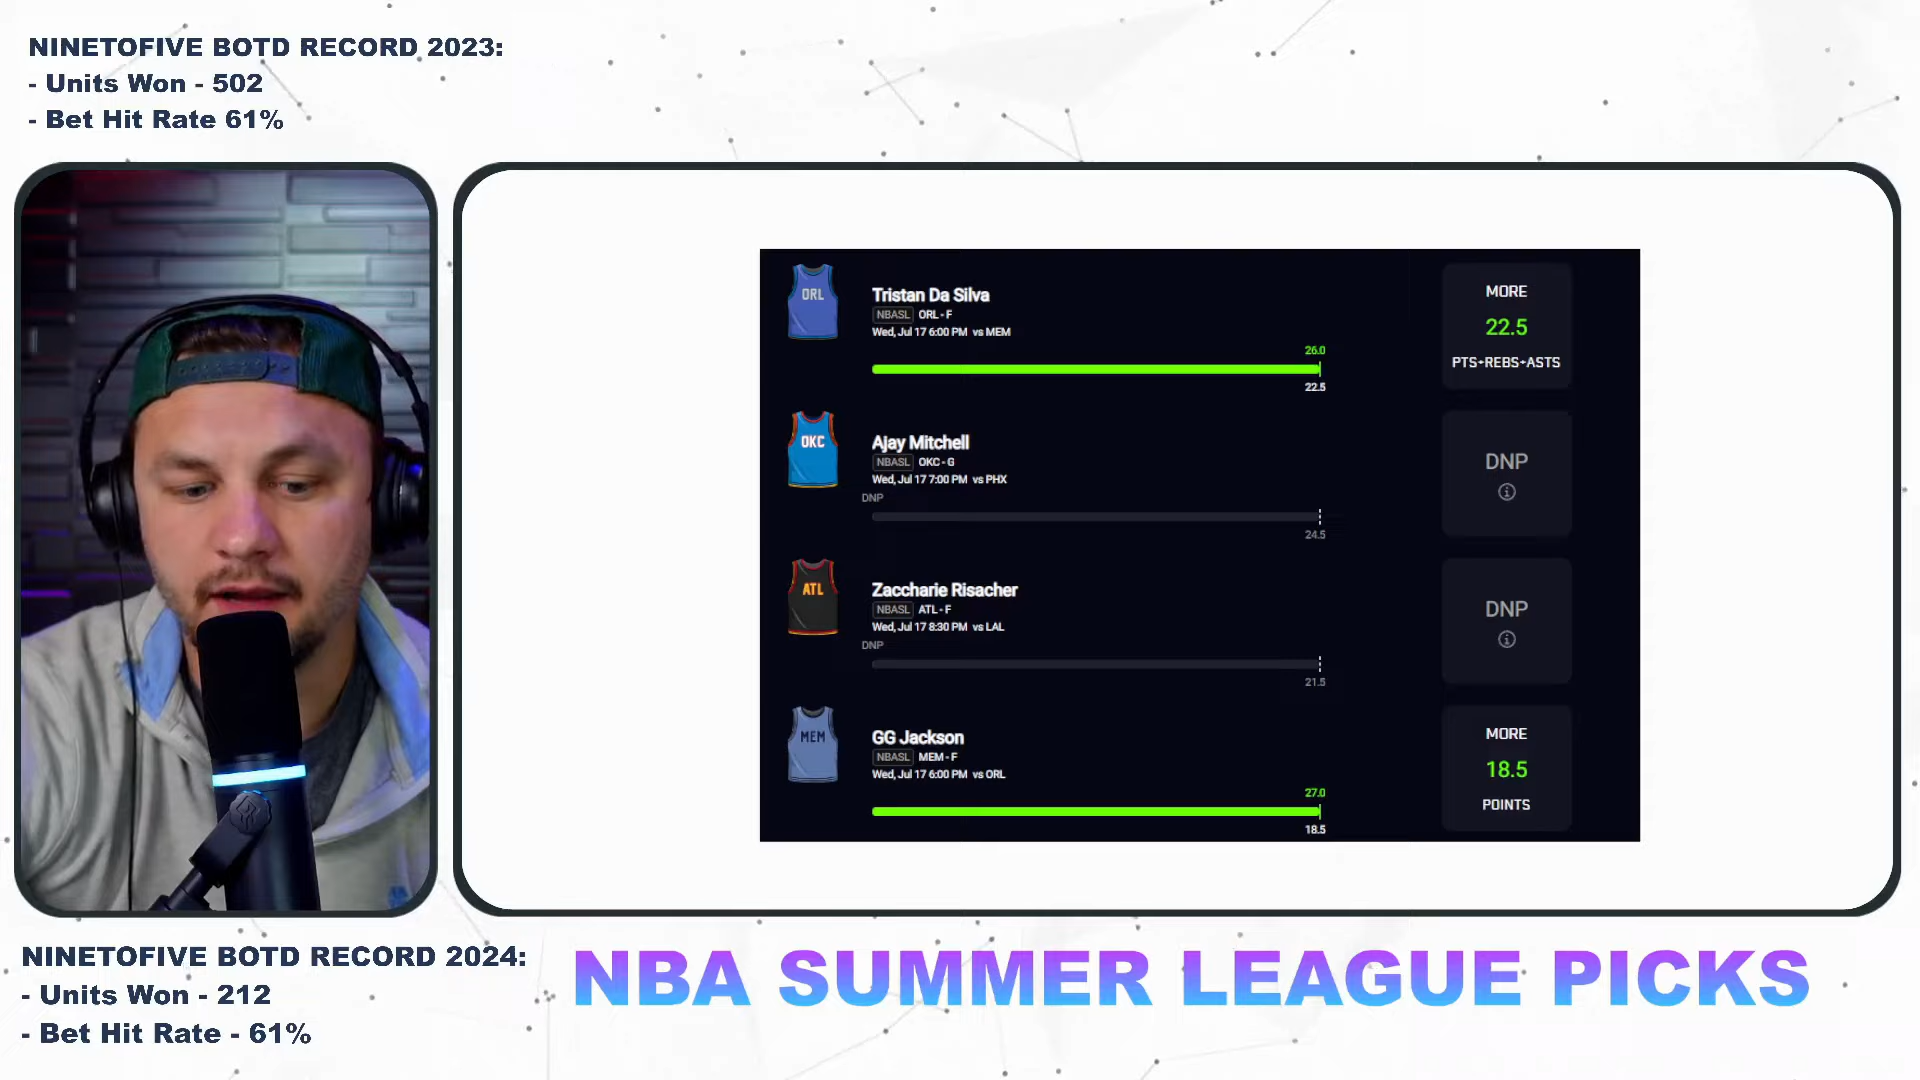 NINETOFIVE BOTD RECORD 2023:
- Units Won - 502
- Bet Hit Rate 61%
ORL
Tristan Da Silva
NBASL ORL - F
Wed, Jul 17 6:00 PM vs MEM
26.0
22.5
MORE
22.5
PTS+REBS+ASTS
OKC
Ajay Mitchell
NBASL OKC - G
Wed, Jul 17 7:00 PM vs PHX
DNP
24.5
DNP
ATL
Zaccharie Risacher
NBASL ATL - F
Wed, Jul 17 8:30 PM vs LAL
DNP
21.5
DNP
MEM
GG Jackson
NBASL MEM - F
Wed, Jul 17 6:00 PM vs ORL
27.0
18.5
MORE
18.5
POINTS
NINETOFIVE BOTD RECORD 2024:
- Units Won - 212
- Bet Hit Rate - 61%
NBA SUMMER LEAGUE PICKS